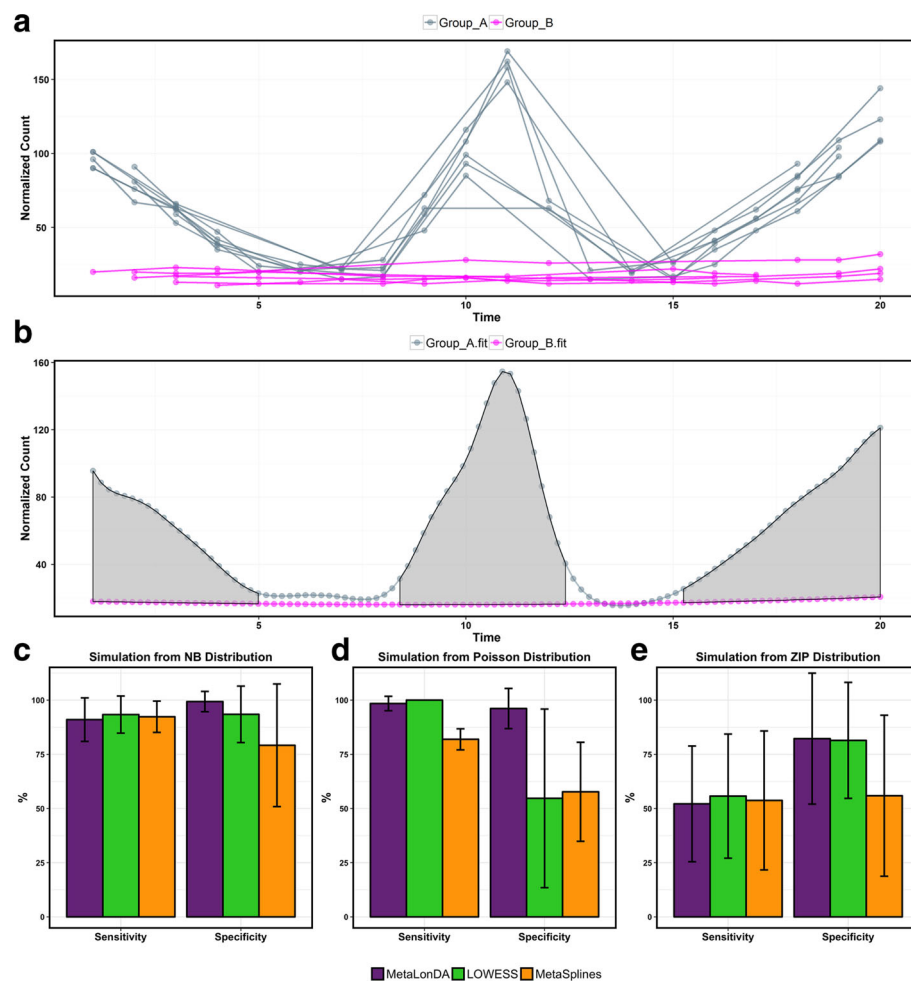 a
Group_A Group_B
Normalized Count
150
100
50
5 10 15 20
Time
b
Group_A.fit Group_B.fit
Normalized Count
160
120
80
40
5 10 15 20
Time
c
Simulation from NB Distribution
%
100
75
50
25
0
Sensitivity Specificity
d
Simulation from Poisson Distribution
%
100
75
50
25
0
Sensitivity Specificity
e
Simulation from ZIP Distribution
%
100
75
50
25
0
Sensitivity Specificity
MetaLonDA LOWESS MetaSplines